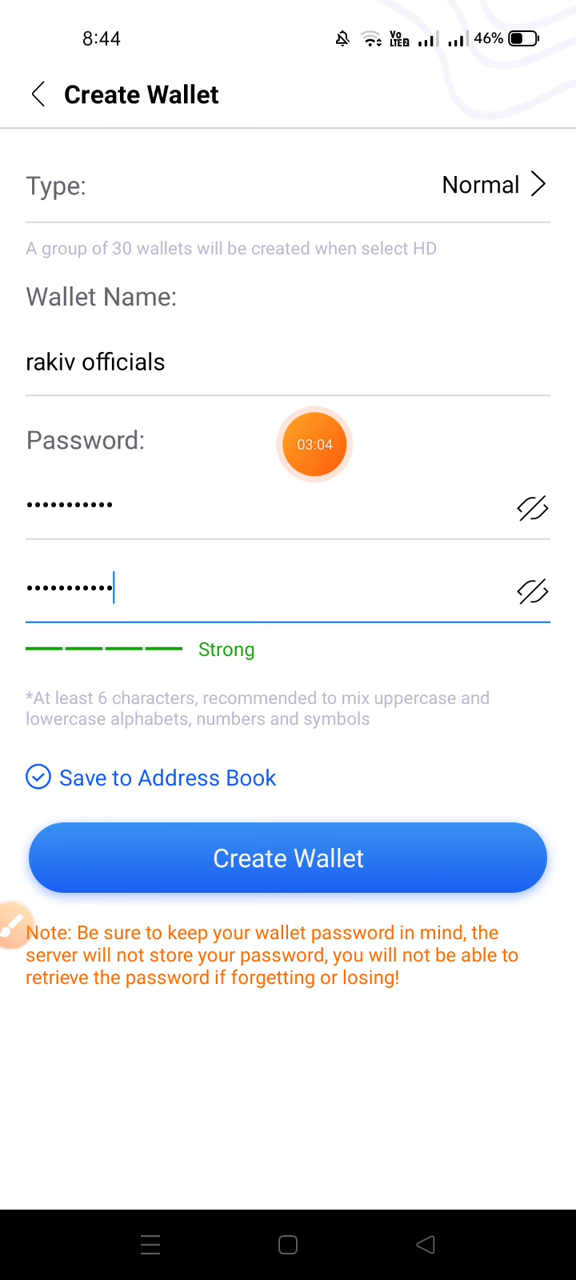 8:44
Vo
LTE2
46%
Create Wallet
Type:
Normal
A group of 30 wallets will be created when select HD
Wallet Name:
rakiv officials
Password:
03:04
•••••••••••
•••••••••••
Strong
*At least 6 characters, recommended to mix uppercase and
lowercase alphabets, numbers and symbols
Save to Address Book
Create Wallet
Note: Be sure to keep your wallet password in mind, the
server will not store your password, you will not be able to
retrieve the password if forgetting or losing!